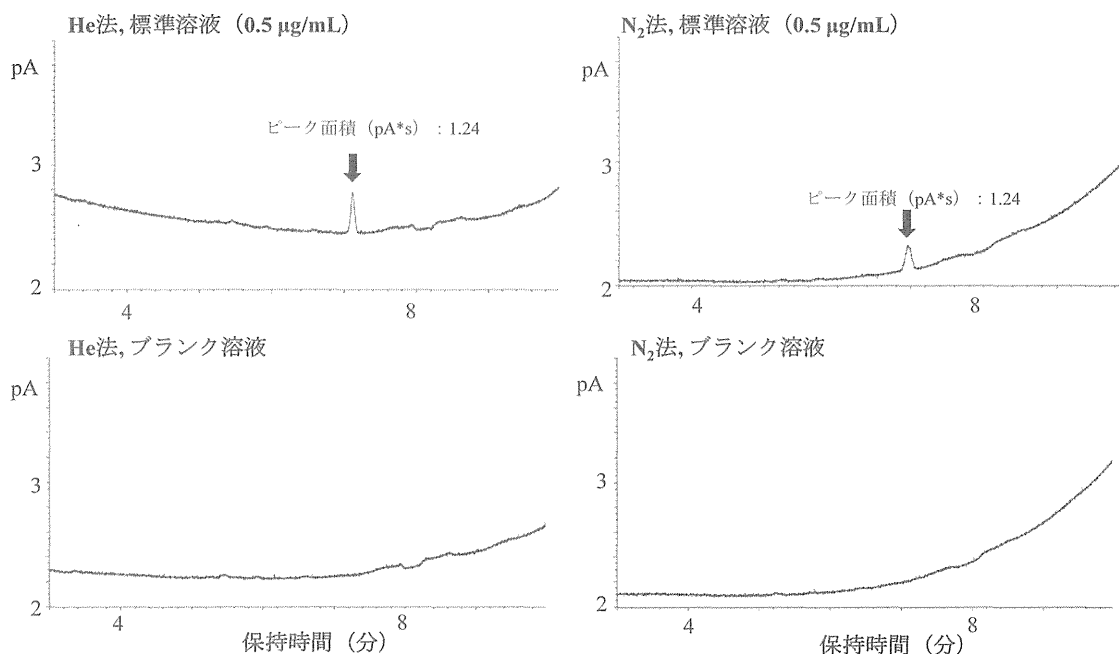 He法, 標準溶液（0.5 µg/mL）
pA
ピーク面積（pA*s）：1.24
3
2
4
8
N₂法, 標準溶液（0.5 µg/mL）
pA
3
ピーク面積（pA*s）：1.24
2
4
8
He法, ブランク溶液
pA
3
2
4
8
保持時間（分）
N₂法, ブランク溶液
pA
3
2
4
8
保持時間（分）